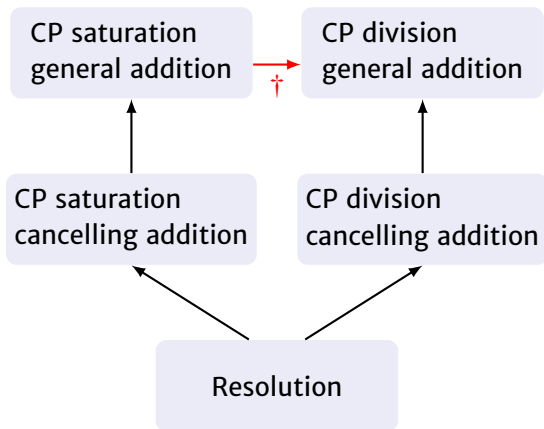 CP saturation
general addition
CP division
general addition
†
CP saturation
cancelling addition
CP division
cancelling addition
Resolution